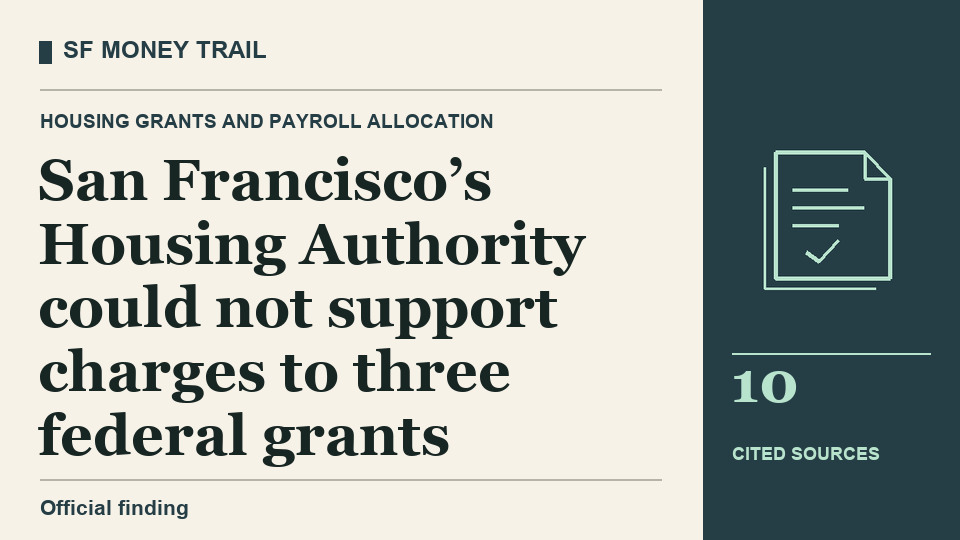 SF MONEY TRAIL
HOUSING GRANTS AND PAYROLL ALLOCATION
San Francisco’s
Housing Authority
could not support
charges to three
federal grants
Official finding
10
CITED SOURCES